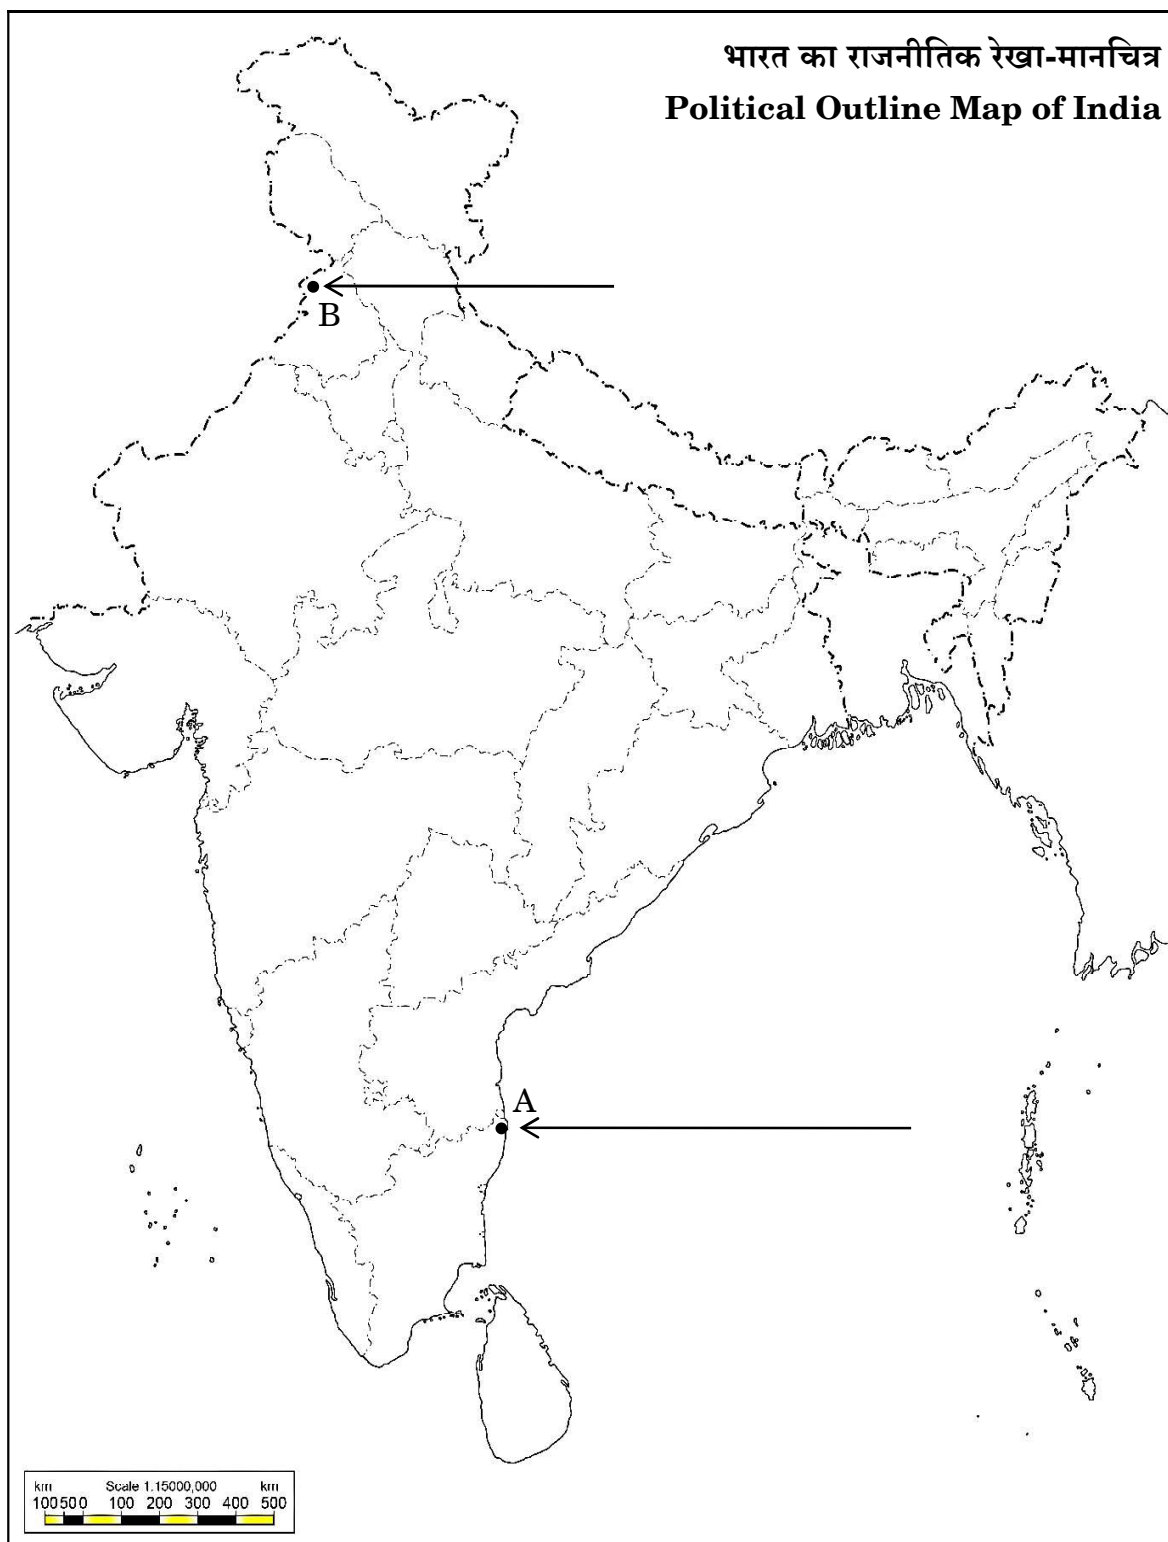 भारत का राजनीतिक रेखा-मानचित्र
Political Outline Map of India
B
A
km Scale 1:15000,000 km
100 50 0 100 200 300 400 500